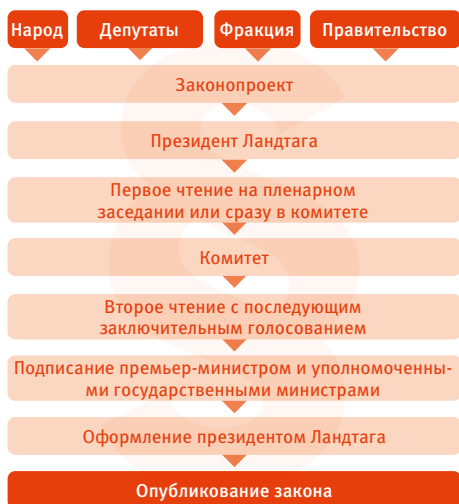 Народ Депутаты Фракция Правительство
Законопроект
Президент Ландтага
Первое чтение на пленарном
заседании или сразу в комитете
Комитет
Второе чтение с последующим
заключительным голосованием
Подписание премьер-министром и уполномоченны-
ми государственными министрами
Оформление президентом Ландтага
Опубликование закона